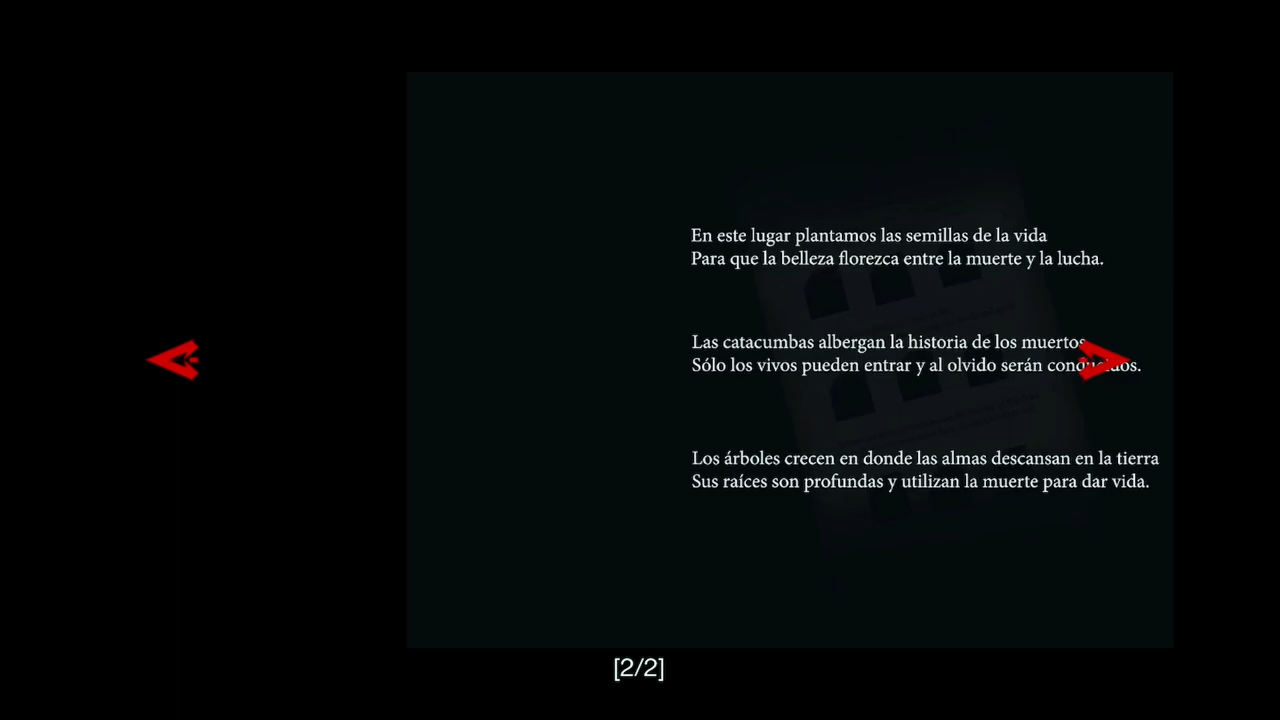 En este lugar plantamos las semillas de la vida
Para que la belleza florezca entre la muerte y la lucha.
Las catacumbas albergan la historia de los muertos
Sólo los vivos pueden entrar y al olvido serán conducidos.
Los árboles crecen en donde las almas descansan en la tierra
Sus raíces son profundas y utilizan la muerte para dar vida.
[2/2]